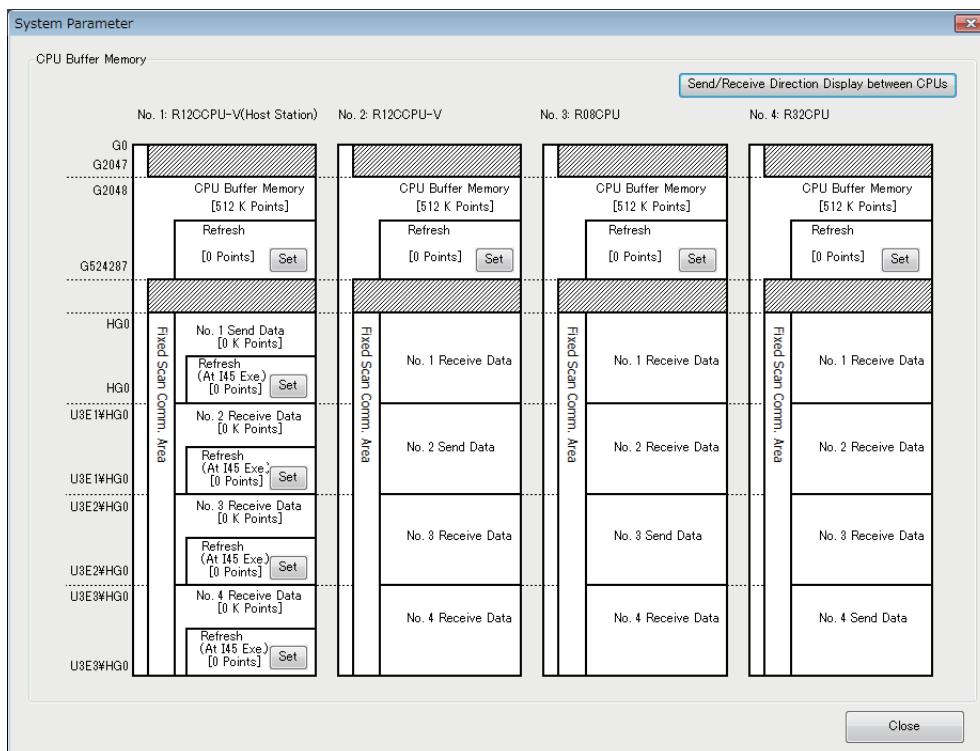 System Parameter
CPU Buffer Memory
Send/Receive Direction Display between CPUs
No. 1: R12CCPU-V(Host Station)
No. 2: R12CCPU-V
No. 3: R08CPU
No. 4: R32CPU
G0
G2047
G2048
G524287
HG0
HG0
U3E1¥HG0
U3E1¥HG0
U3E2¥HG0
U3E2¥HG0
U3E3¥HG0
U3E3¥HG0
CPU Buffer Memory
[512 K Points]
Refresh
[0 Points]
Set
Fixed Scan Comm. Area
No. 1 Send Data
[0 K Points]
Refresh
(At I45 Exe.)
[0 Points]
Set
No. 2 Receive Data
[0 K Points]
Refresh
(At I45 Exe.)
[0 Points]
Set
No. 3 Receive Data
[0 K Points]
Refresh
(At I45 Exe.)
[0 Points]
Set
No. 4 Receive Data
[0 K Points]
Refresh
(At I45 Exe.)
[0 Points]
Set
CPU Buffer Memory
[512 K Points]
Refresh
[0 Points]
Set
Fixed Scan Comm. Area
No. 1 Receive Data
No. 2 Send Data
No. 3 Receive Data
No. 4 Receive Data
CPU Buffer Memory
[512 K Points]
Refresh
[0 Points]
Set
Fixed Scan Comm. Area
No. 1 Receive Data
No. 2 Receive Data
No. 3 Send Data
No. 4 Receive Data
CPU Buffer Memory
[512 K Points]
Refresh
[0 Points]
Set
Fixed Scan Comm. Area
No. 1 Receive Data
No. 2 Receive Data
No. 3 Receive Data
No. 4 Send Data
Close